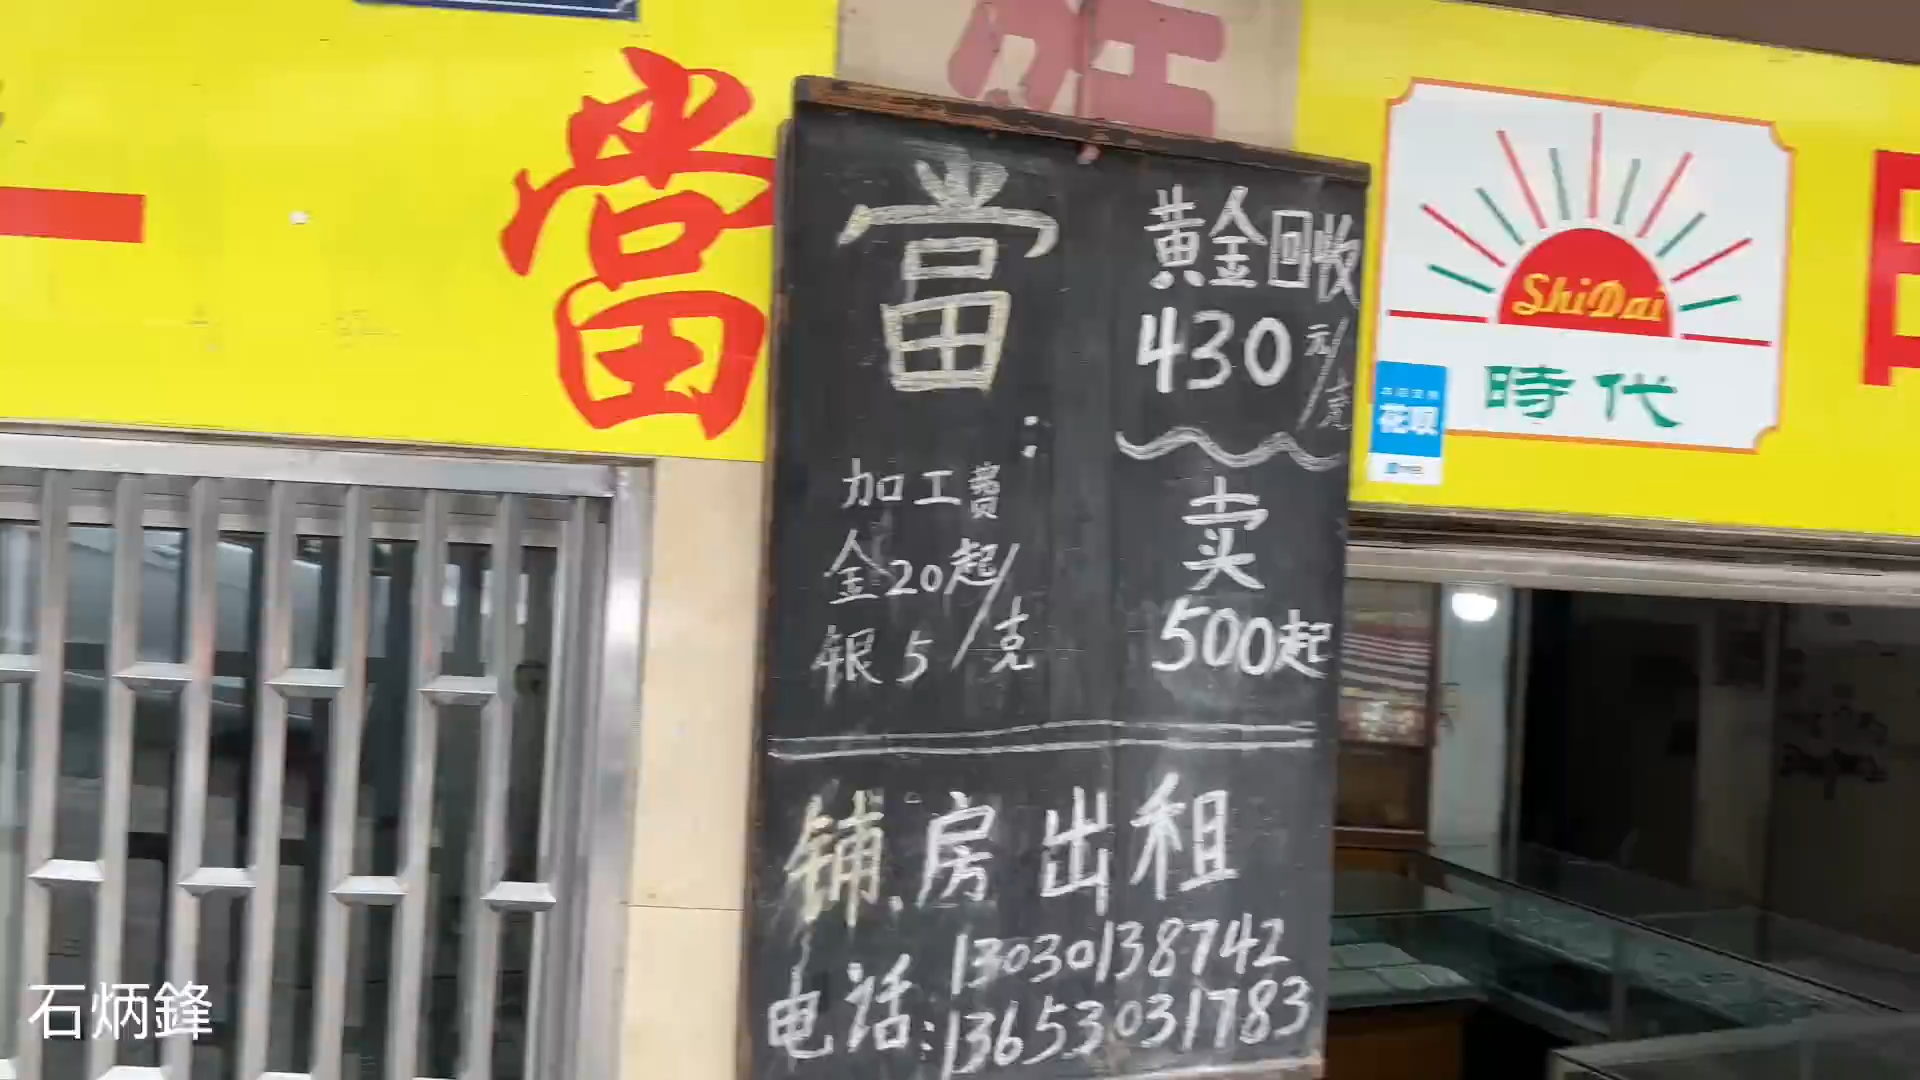 當
旺
當
:
黄金回收
430元/克
卖
500起
加工费
金20起/克
银5
铺房出租
电话:13030138742
13653031783
ShiDai
時代
花呗
石炳鋒